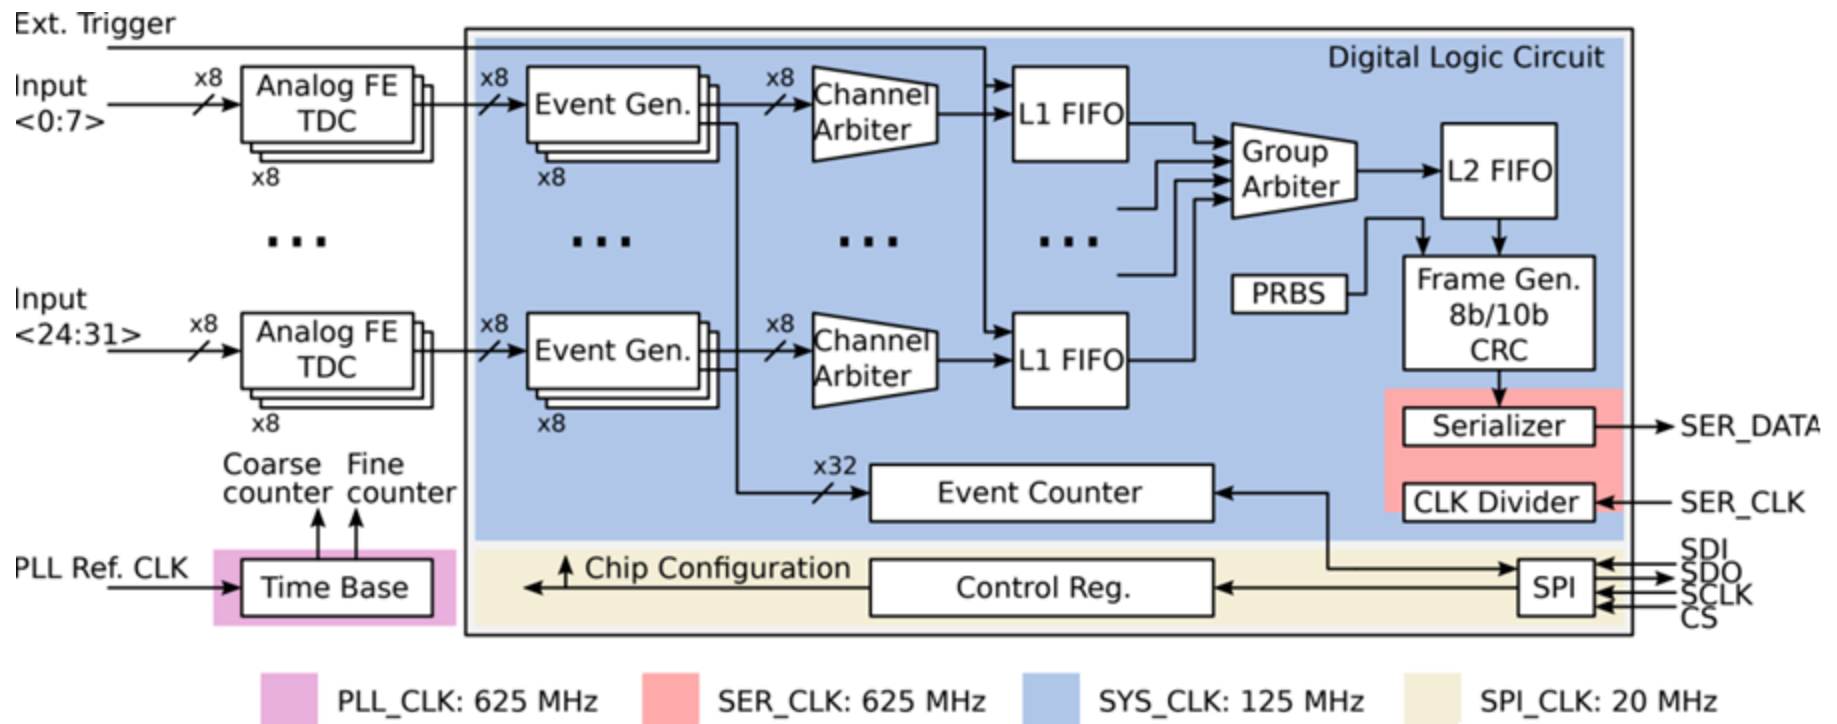 Ext. Trigger
Digital Logic Circuit
Input
<0:7>
x8
Analog FE
TDC
x8
x8
Event Gen.
x8
x8
Channel
Arbiter
L1 FIFO
Group
Arbiter
L2 FIFO
... ... ... ...
PRBS
Frame Gen.
8b/10b
CRC
Input
<24:31>
x8
Analog FE
TDC
x8
x8
Event Gen.
x8
x8
Channel
Arbiter
L1 FIFO
Serializer
SER_DATA
Coarse
counter
Fine
counter
x32
Event Counter
CLK Divider
SER_CLK
PLL Ref. CLK
Time Base
Chip Configuration
Control Reg.
SPI
SDI
SDO
SCLK
CS
PLL_CLK: 625 MHz
SER_CLK: 625 MHz
SYS_CLK: 125 MHz
SPI_CLK: 20 MHz